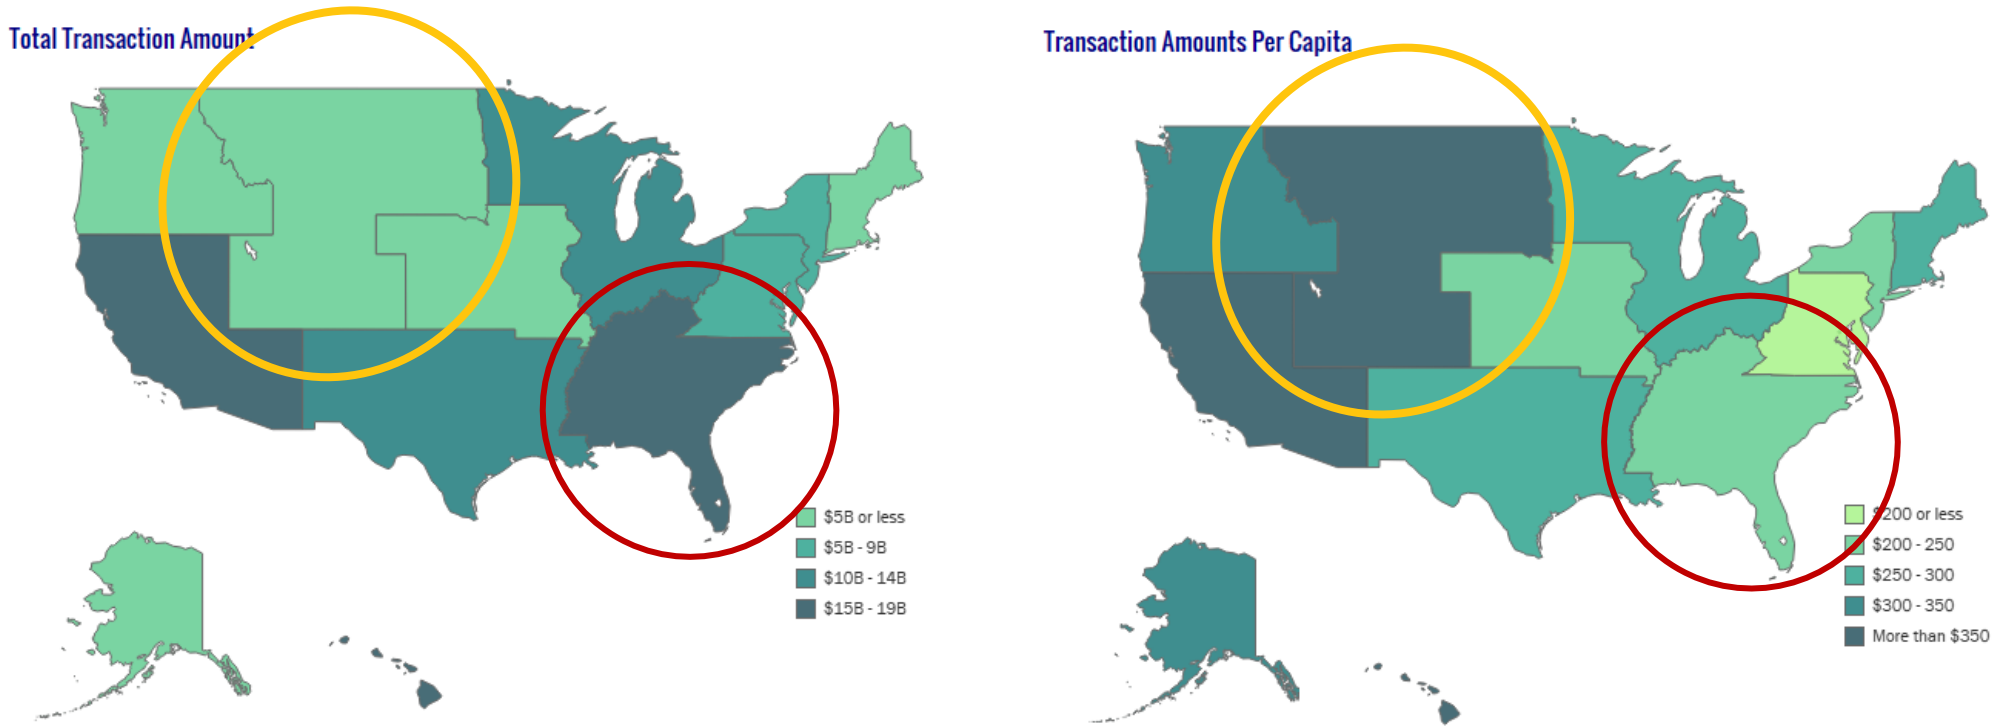 Total Transaction Amount
$5B or less
$5B - 9B
$10B - 14B
$15B - 19B
Transaction Amounts Per Capita
$200 or less
$200 - 250
$250 - 300
$300 - 350
More than $350